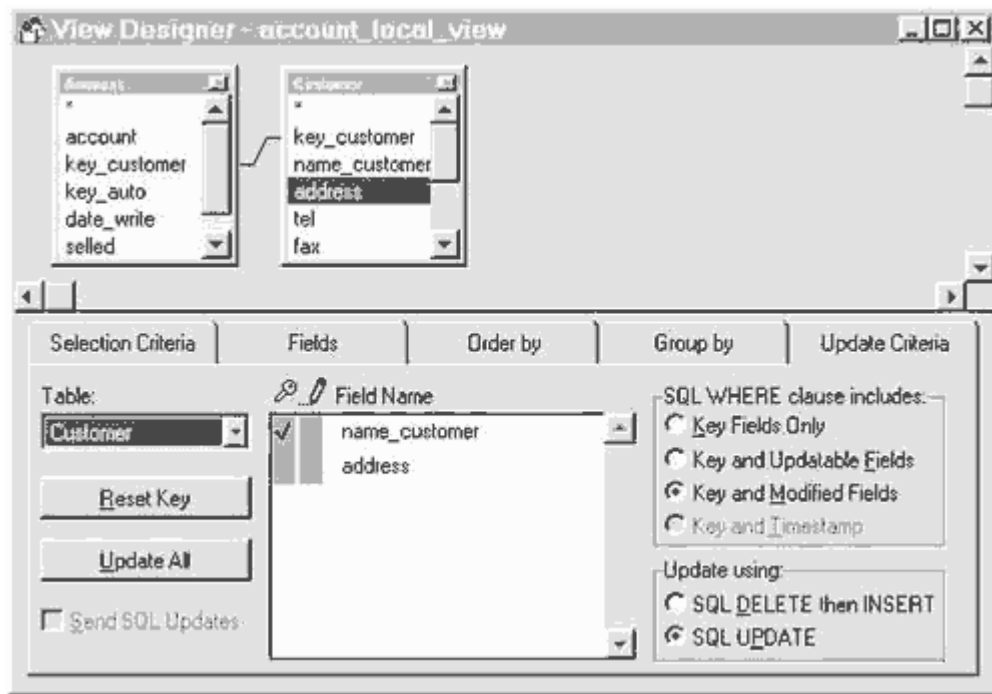 View Designer - account_local_view
Account
*
account
key_customer
key_auto
date_write
selled
Customer
*
key_customer
name_customer
address
tel
fax
Selection Criteria
Fields
Order by
Group by
Update Criteria
Table:
Customer
Reset Key
Update All
Send SQL Updates
Field Name
name_customer
address
SQL WHERE clause includes:
Key Fields Only
Key and Updatable Fields
Key and Modified Fields
Key and Timestamp
Update using:
SQL DELETE then INSERT
SQL UPDATE